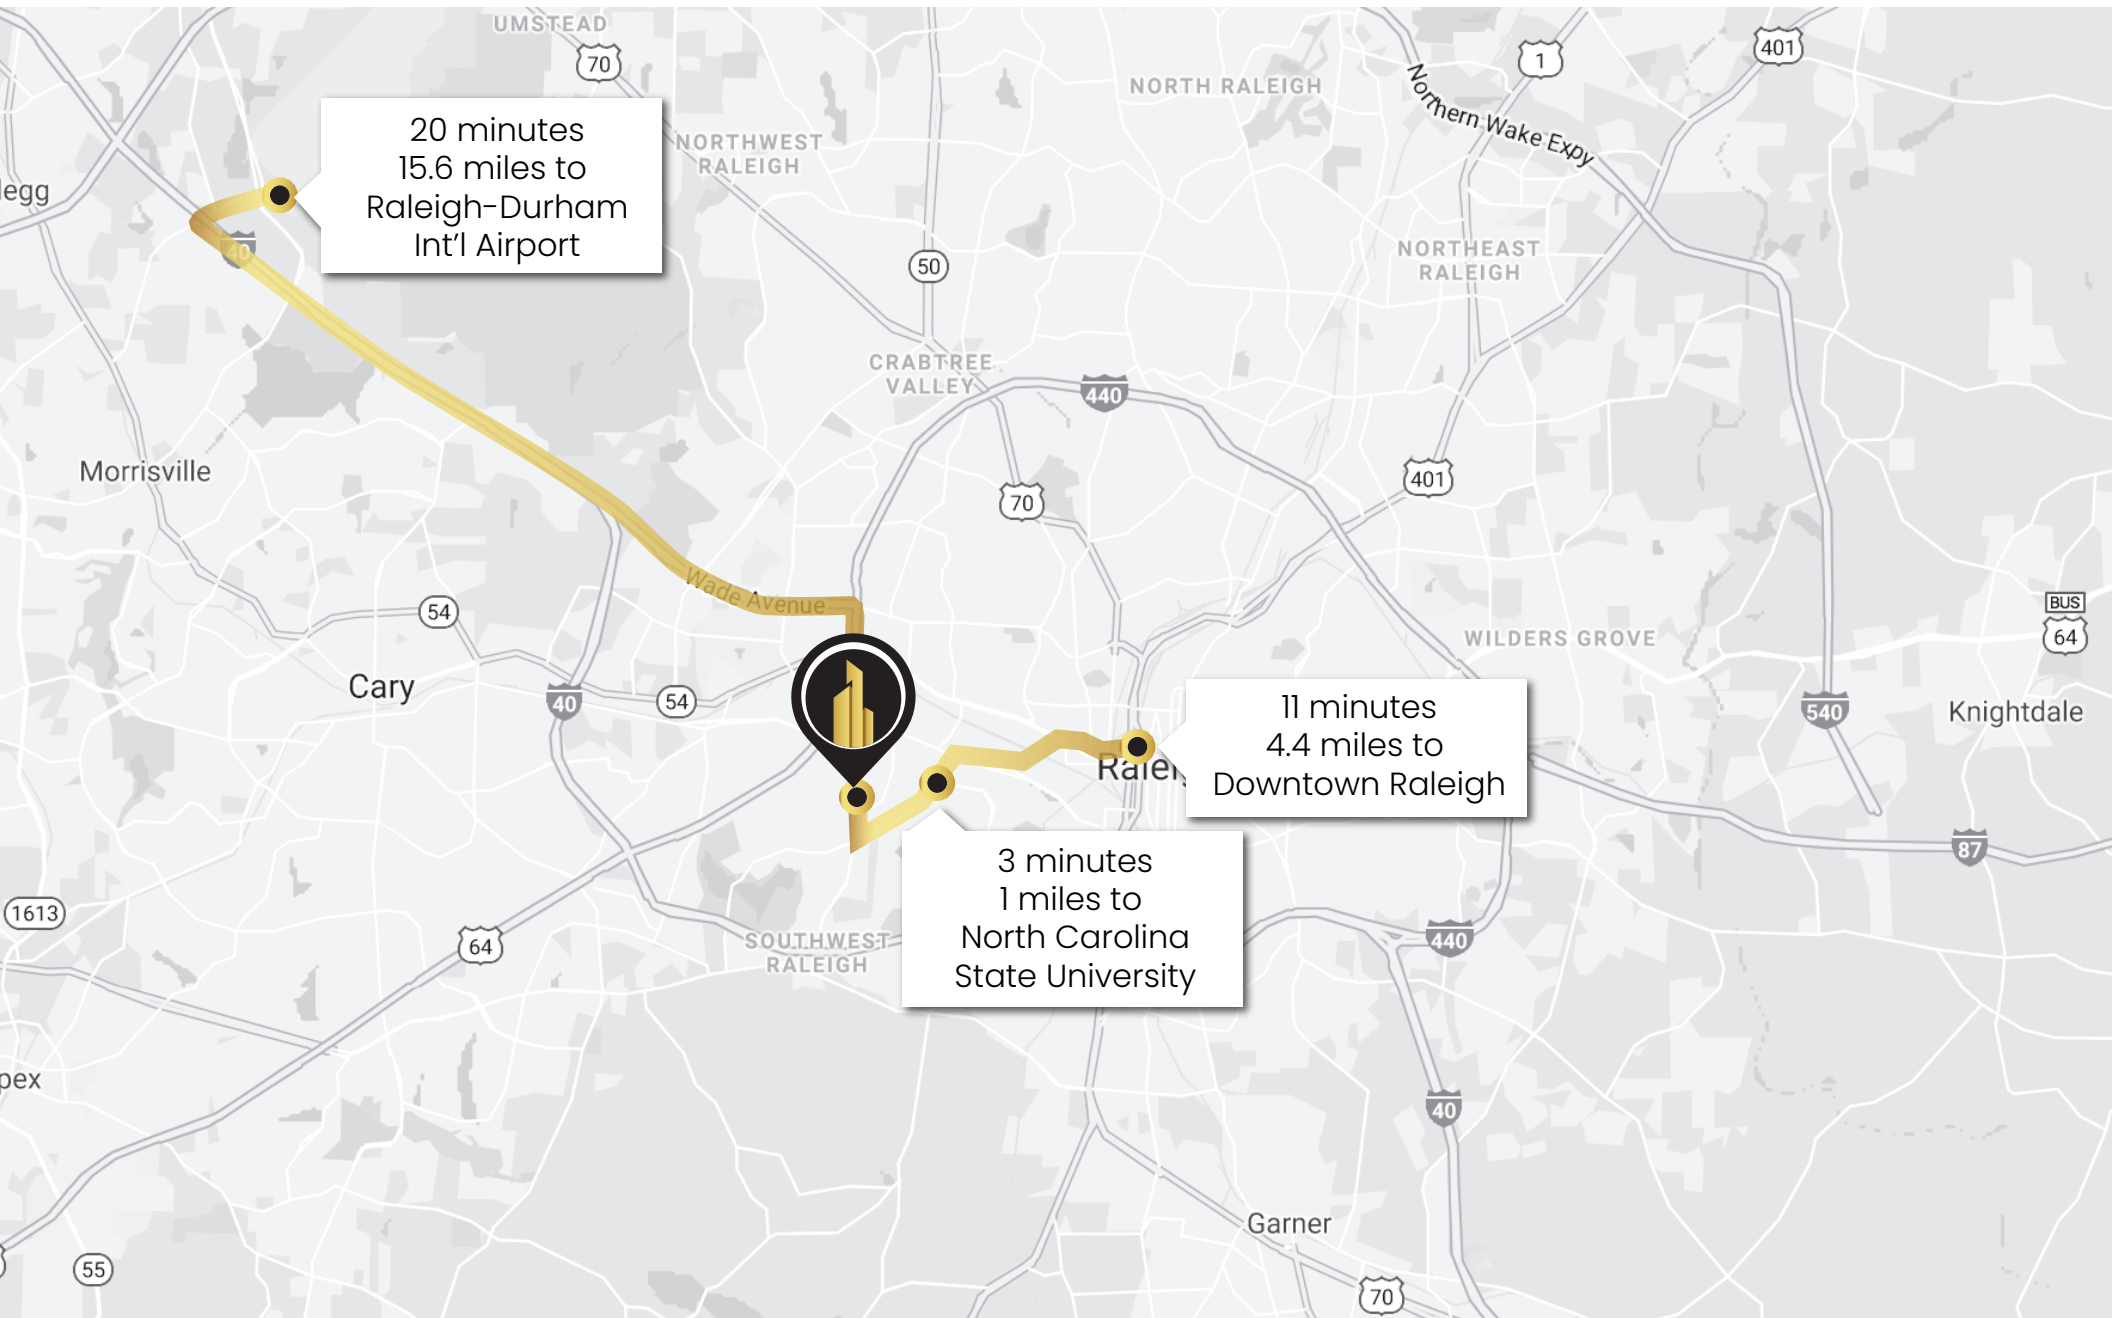 UMSTEAD
70
NORTH RALEIGH
1
401
Northern Wake Expy
NORTHWEST
RALEIGH
20 minutes
15.6 miles to
Raleigh-Durham
Int'l Airport
legg
40
50
NORTHEAST
RALEIGH
CRABTREE
VALLEY
440
Morrisville
70
401
Wade Avenue
54
BUS
64
WILDERS GROVE
Cary
40
54
540
Knightdale
11 minutes
4.4 miles to
Downtown Raleigh
Raleig
87
3 minutes
1 miles to
North Carolina
State University
1613
64
SOUTHWEST
RALEIGH
440
pex
40
Garner
55
70